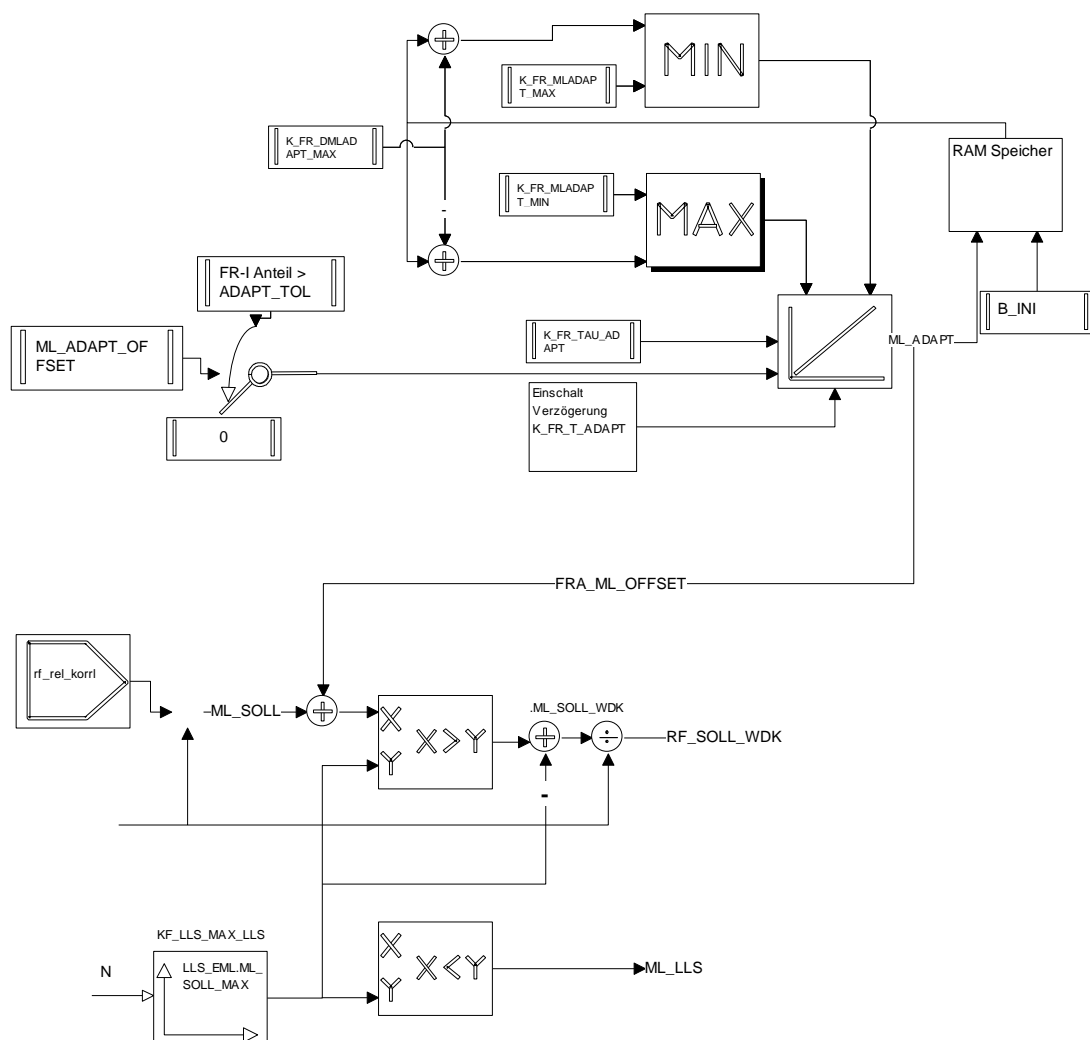 MIN
K_FR_MLADAP
T_MAX
K_FR_DMLAD
APT_MAX
RAM Speicher
K_FR_MLADAP
T_MIN
MAX
-
FR-I Anteil >
ADAPT_TOL
B_INI
ML_ADAPT_OF
FSET
K_FR_TAU_AD
APT
ML_ADAPT
Einschalt
Verzögerung
K_FR_T_ADAPT
0
FRA_ML_OFFSET
rf_rel_korrl
ML_SOLL
X
Y
X>Y
.ML_SOLL_WDK
RF_SOLL_WDK
-
KF_LLS_MAX_LLS
N
LLS_EML.ML_
SOLL_MAX
X
Y
X<Y
ML_LLS